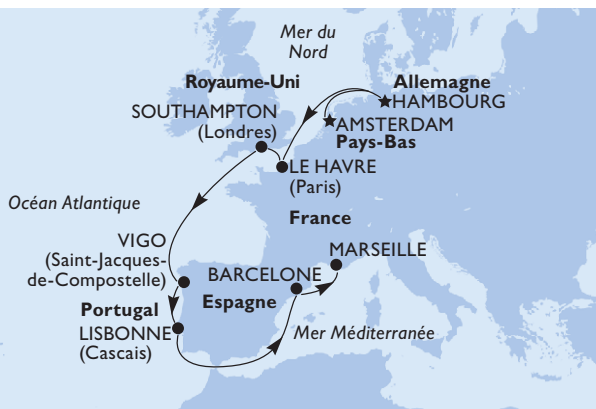 Mer du
Nord
Royaume-Uni
Allemagne
HAMBOURG
SOUTHAMPTON
(Londres)
AMSTERDAM
Pays-Bas
LE HAVRE
(Paris)
Océan Atlantique
France
VIGO
(Saint-Jacques-
de-Compostelle)
MARSEILLE
BARCELONE
Espagne
Portugal
LISBONNE
(Cascais)
Mer Méditerranée